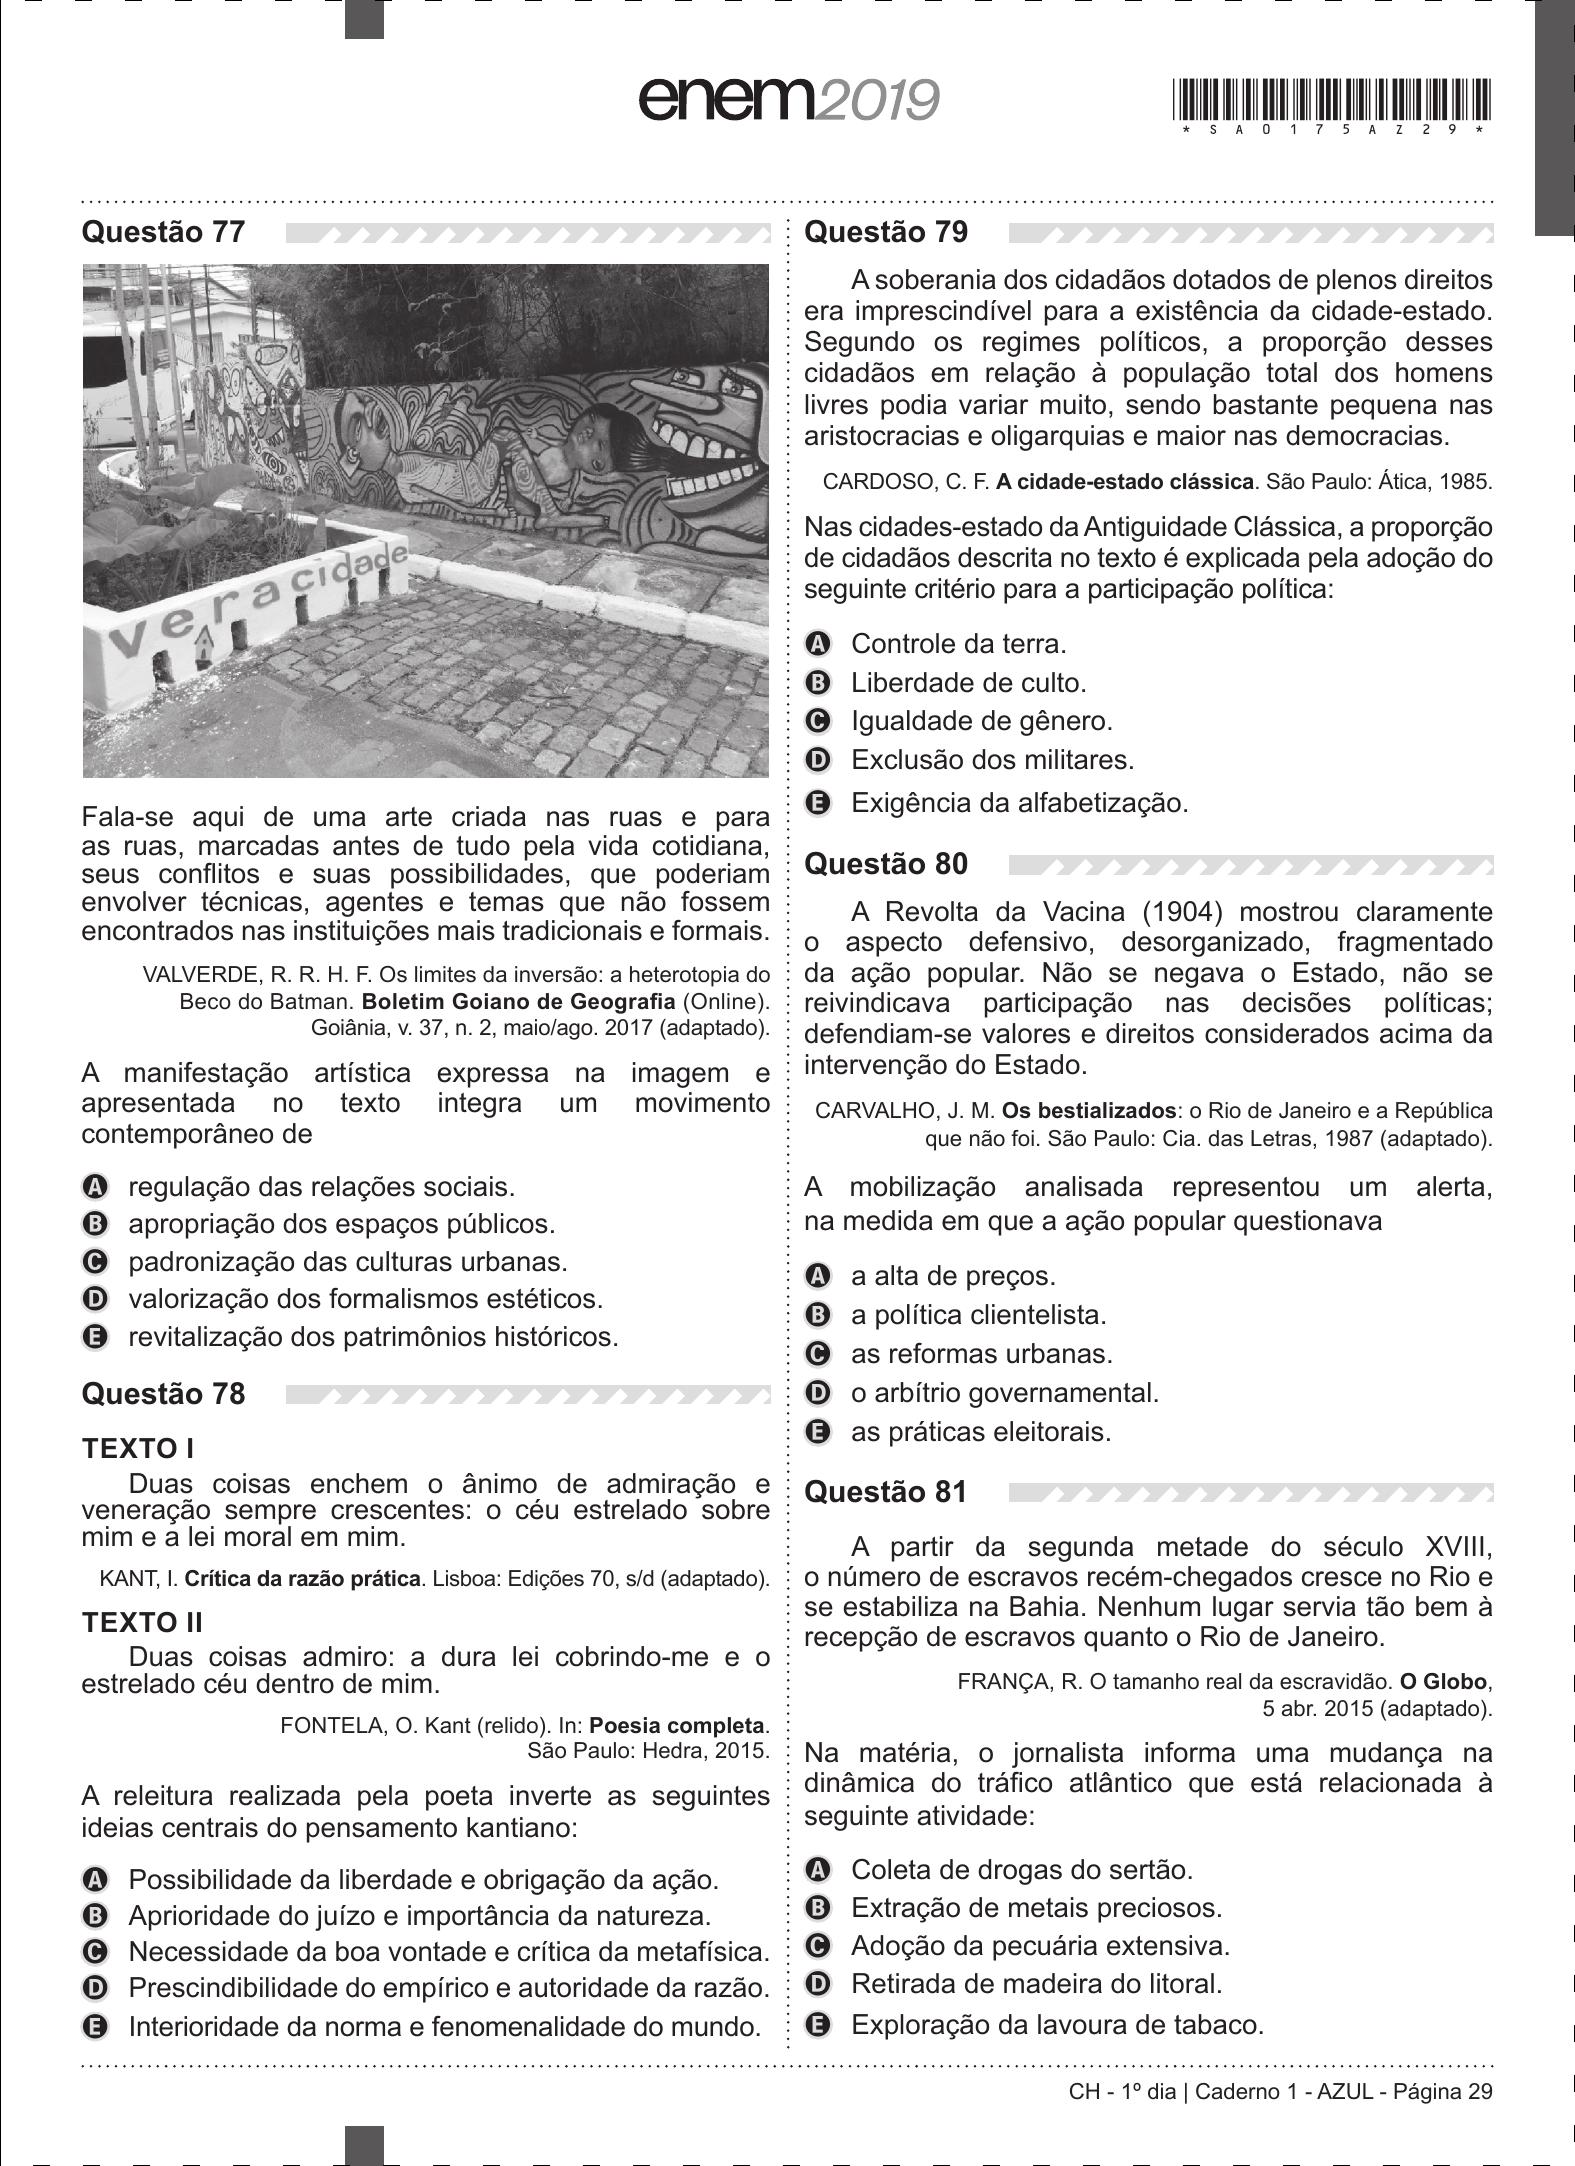 enem2019
*SA0175AZ29*
Questão 77
veracidade
Fala-se aqui de uma arte criada nas ruas e para
as ruas, marcadas antes de tudo pela vida cotidiana,
seus conflitos e suas possibilidades, que poderiam
envolver técnicas, agentes e temas que não fossem
encontrados nas instituições mais tradicionais e formais.
VALVERDE, R. R. H. F. Os limites da inversão: a heterotopia do
Beco do Batman. Boletim Goiano de Geografia (Online).
Goiânia, v. 37, n. 2, maio/ago. 2017 (adaptado).
A manifestação artística expressa na imagem e
apresentada no texto integra um movimento
contemporâneo de
A regulação das relações sociais.
B apropriação dos espaços públicos.
C padronização das culturas urbanas.
D valorização dos formalismos estéticos.
E revitalização dos patrimônios históricos.
Questão 78
TEXTO I
Duas coisas enchem o ânimo de admiração e
veneração sempre crescentes: o céu estrelado sobre
mim e a lei moral em mim.
KANT, I. Crítica da razão prática. Lisboa: Edições 70, s/d (adaptado).
TEXTO II
Duas coisas admiro: a dura lei cobrindo-me e o
estrelado céu dentro de mim.
FONTELA, O. Kant (relido). In: Poesia completa.
São Paulo: Hedra, 2015.
A releitura realizada pela poeta inverte as seguintes
ideias centrais do pensamento kantiano:
A Possibilidade da liberdade e obrigação da ação.
B Aprioridade do juízo e importância da natureza.
C Necessidade da boa vontade e crítica da metafísica.
D Prescindibilidade do empírico e autoridade da razão.
E Interioridade da norma e fenomenalidade do mundo.
Questão 79
A soberania dos cidadãos dotados de plenos direitos
era imprescindível para a existência da cidade-estado.
Segundo os regimes políticos, a proporção desses
cidadãos em relação à população total dos homens
livres podia variar muito, sendo bastante pequena nas
aristocracias e oligarquias e maior nas democracias.
CARDOSO, C. F. A cidade-estado clássica. São Paulo: Ática, 1985.
Nas cidades-estado da Antiguidade Clássica, a proporção
de cidadãos descrita no texto é explicada pela adoção do
seguinte critério para a participação política:
A Controle da terra.
B Liberdade de culto.
C Igualdade de gênero.
D Exclusão dos militares.
E Exigência da alfabetização.
Questão 80
A Revolta da Vacina (1904) mostrou claramente
o aspecto defensivo, desorganizado, fragmentado
da ação popular. Não se negava o Estado, não se
reivindicava participação nas decisões políticas;
defendiam-se valores e direitos considerados acima da
intervenção do Estado.
CARVALHO, J. M. Os bestializados: o Rio de Janeiro e a República
que não foi. São Paulo: Cia. das Letras, 1987 (adaptado).
A mobilização analisada representou um alerta,
na medida em que a ação popular questionava
A a alta de preços.
B a política clientelista.
C as reformas urbanas.
D o arbítrio governamental.
E as práticas eleitorais.
Questão 81
A partir da segunda metade do século XVIII,
o número de escravos recém-chegados cresce no Rio e
se estabiliza na Bahia. Nenhum lugar servia tão bem à
recepção de escravos quanto o Rio de Janeiro.
FRANÇA, R. O tamanho real da escravidão. O Globo,
5 abr. 2015 (adaptado).
Na matéria, o jornalista informa uma mudança na
dinâmica do tráfico atlântico que está relacionada à
seguinte atividade:
A Coleta de drogas do sertão.
B Extração de metais preciosos.
C Adoção da pecuária extensiva.
D Retirada de madeira do litoral.
E Exploração da lavoura de tabaco.
CH - 1º dia | Caderno 1 - AZUL - Página 29